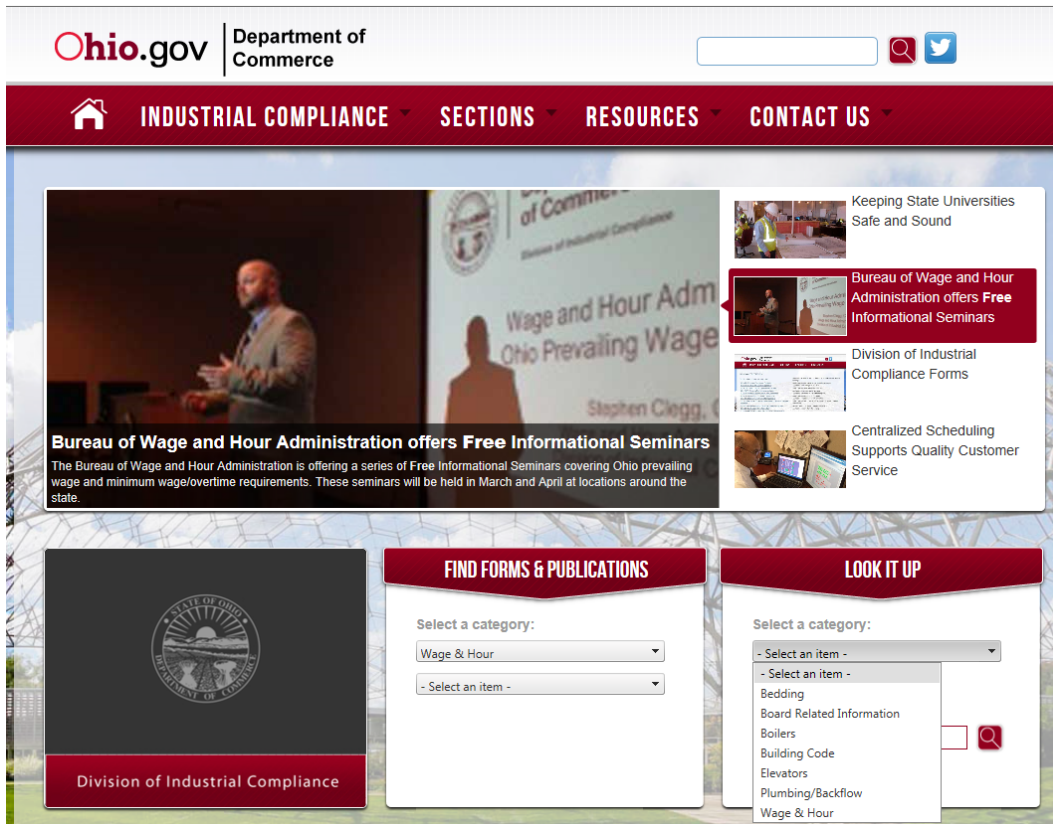 Ohio.gov
Department of
Commerce
INDUSTRIAL COMPLIANCE
SECTIONS
RESOURCES
CONTACT US
of Commerce
Division of Industrial Compliance
Wage and Hour Adm
Ohio Prevailing Wage
Stephen Clegg,
Bureau of Wage and Hour Administration offers Free Informational Seminars
The Bureau of Wage and Hour Administration is offering a series of Free Informational Seminars covering Ohio prevailing
wage and minimum wage/overtime requirements. These seminars will be held in March and April at locations around the
state.
Keeping State Universities
Safe and Sound
Bureau of Wage and Hour
Administration offers Free
Informational Seminars
Division of Industrial
Compliance Forms
Centralized Scheduling
Supports Quality Customer
Service
STATE OF OHIO
DEPARTMENT OF COMMERCE
Division of Industrial Compliance
FIND FORMS & PUBLICATIONS
Select a category:
Wage & Hour
- Select an item -
LOOK IT UP
Select a category:
- Select an item -
- Select an item -
Bedding
Board Related Information
Boilers
Building Code
Elevators
Plumbing/Backflow
Wage & Hour